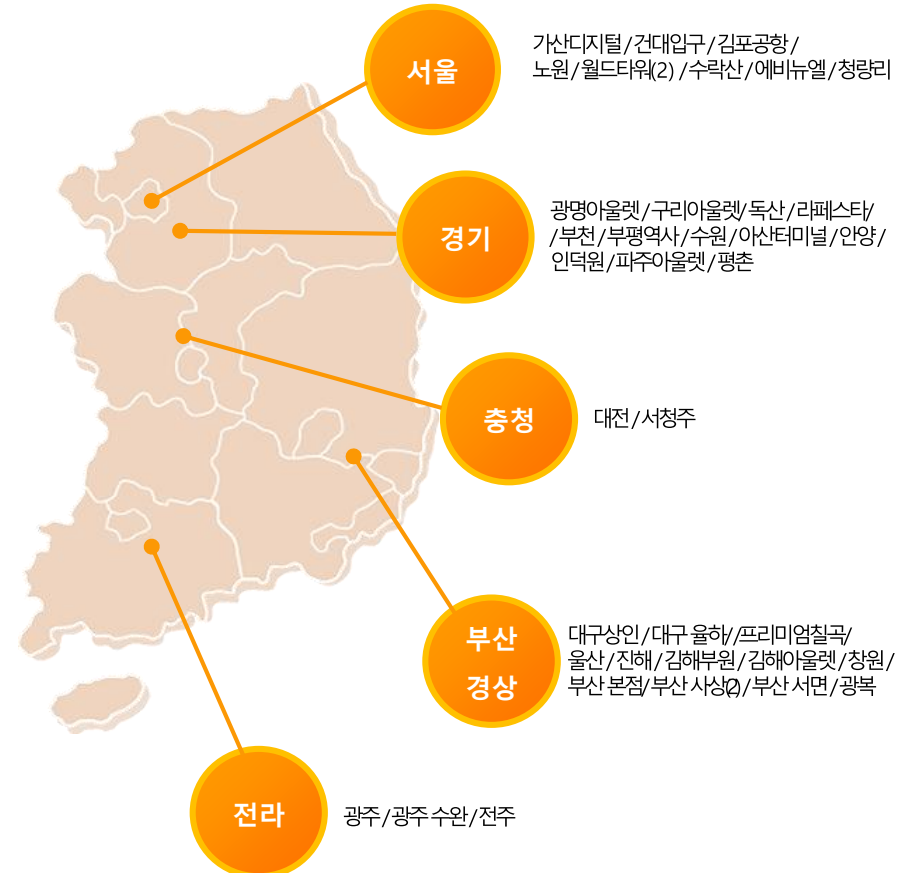 서울
가산디지털/건대입구/김포공항/
노원/월드타워(2) /수락산/에비뉴엘/청량리
경기
광명아울렛/구리아울렛/독산/라페스타/
/부천/부평역사/수원/아산터미널/안양/
인덕원/파주아울렛/평촌
충청
대전/서청주
부산
경상
대구상인/대구 율하//프리미엄칠곡/
울산/진해/김해부원/김해아울렛/창원/
부산 본점/부산 사상(2)/부산 서면/광복
전라
광주/광주 수완/전주